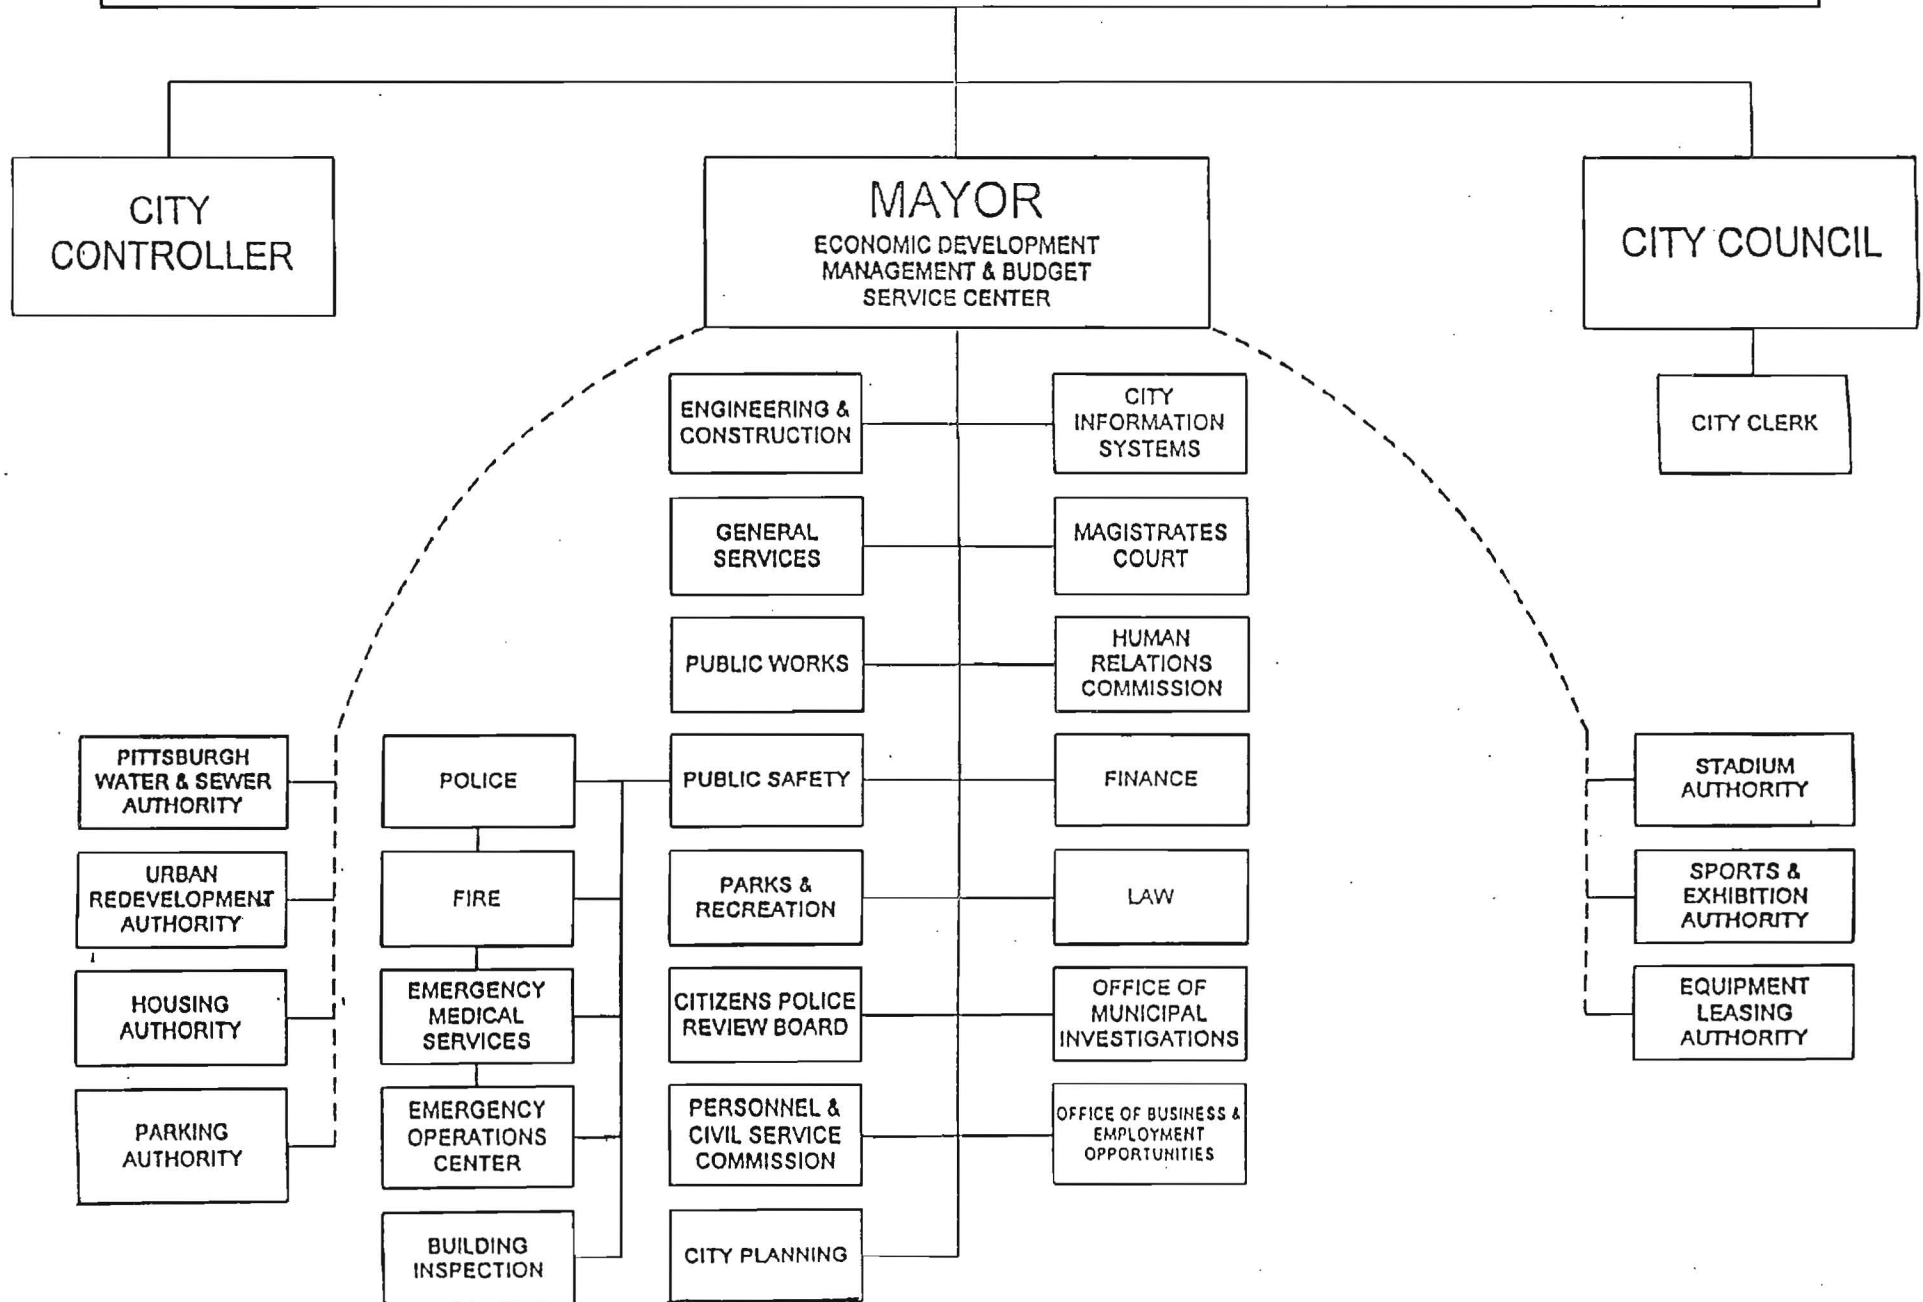 CITY
CONTROLLER
MAYOR
ECONOMIC DEVELOPMENT
MANAGEMENT & BUDGET
SERVICE CENTER
CITY COUNCIL
CITY CLERK
ENGINEERING &
CONSTRUCTION
CITY
INFORMATION
SYSTEMS
GENERAL
SERVICES
MAGISTRATES
COURT
PUBLIC WORKS
HUMAN
RELATIONS
COMMISSION
PITTSBURGH
WATER & SEWER
AUTHORITY
POLICE
PUBLIC SAFETY
FINANCE
STADIUM
AUTHORITY
URBAN
REDEVELOPMENT
AUTHORITY
FIRE
PARKS &
RECREATION
LAW
SPORTS &
EXHIBITION
AUTHORITY
HOUSING
AUTHORITY
EMERGENCY
MEDICAL
SERVICES
CITIZENS POLICE
REVIEW BOARD
OFFICE OF
MUNICIPAL
INVESTIGATIONS
EQUIPMENT
LEASING
AUTHORITY
PARKING
AUTHORITY
EMERGENCY
OPERATIONS
CENTER
PERSONNEL &
CIVIL SERVICE
COMMISSION
OFFICE OF BUSINESS &
EMPLOYMENT
OPPORTUNITIES
BUILDING
INSPECTION
CITY PLANNING